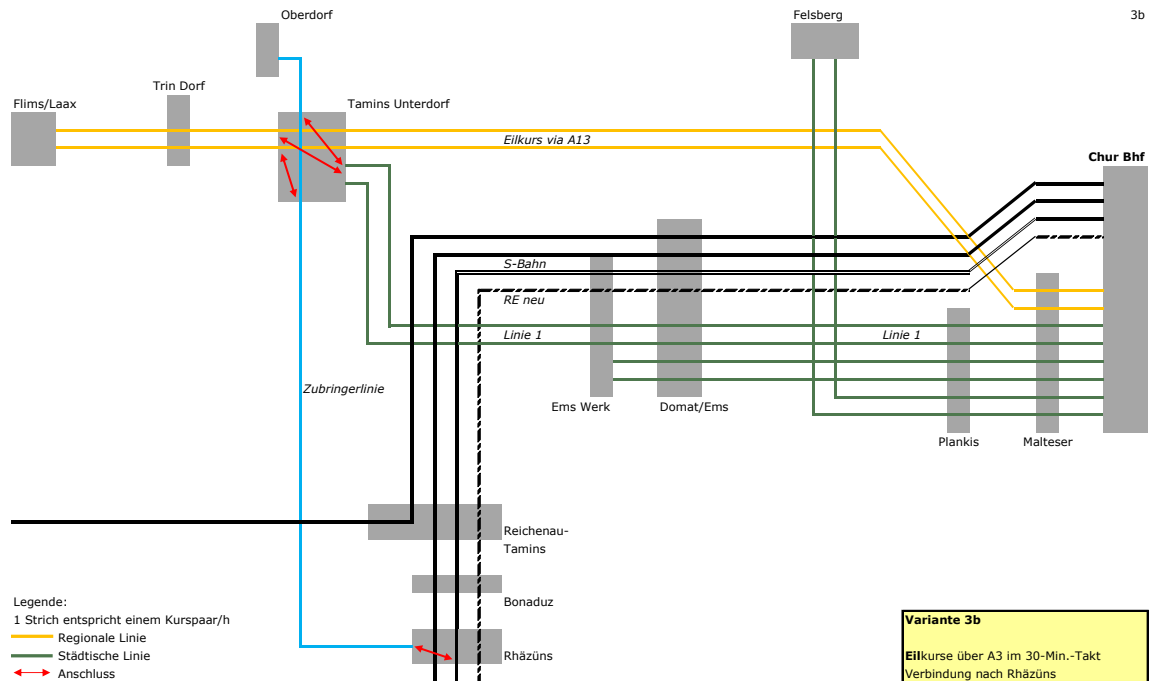 Oberdorf
Felsberg
3b
Trin Dorf
Flims/Laax
Tamins Unterdorf
Eilkurs via A13
Chur Bhf
S-Bahn
RE neu
Linie 1
Linie 1
Zubringerlinie
Ems Werk
Domat/Ems
Plankis
Malteser
Reichenau-
Tamins
Bonaduz
Rhäzüns
Legende:
1 Strich entspricht einem Kurspaar/h
Regionale Linie
Städtische Linie
Anschluss
Variante 3b
Eilkurse über A3 im 30-Min.-Takt
Verbindung nach Rhäzüns